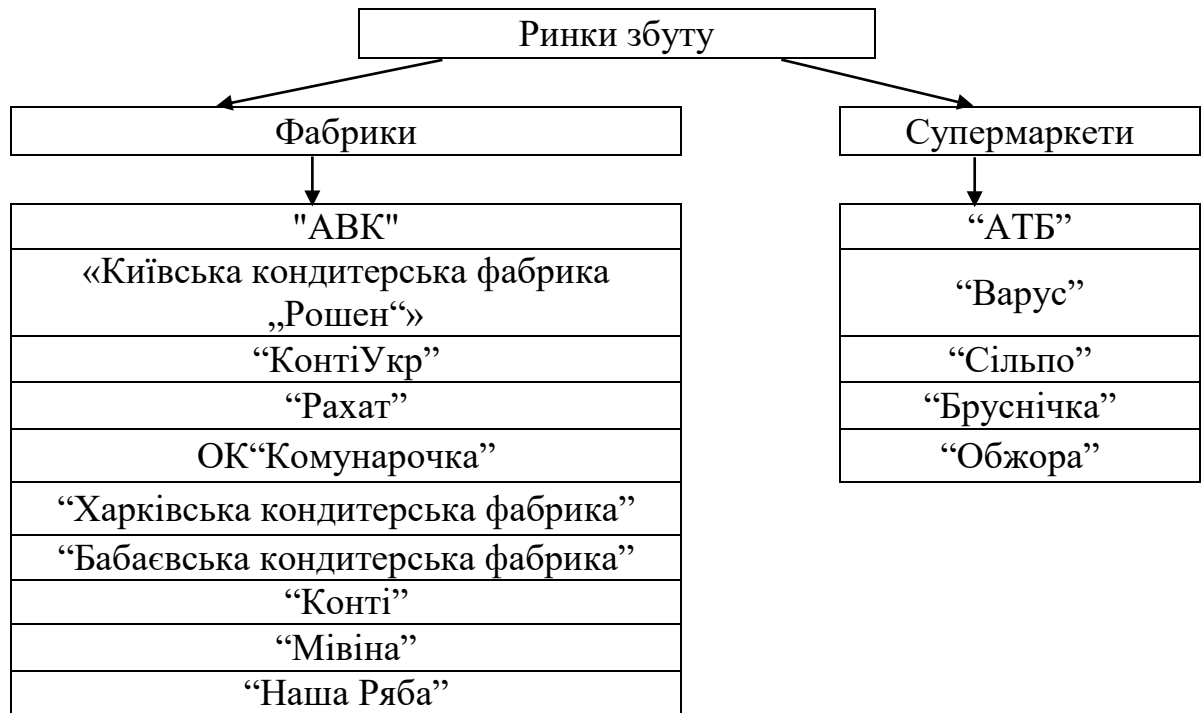 Ринки збуту
Фабрики
Супермаркети
"АВК"
«Київська кондитерська фабрика
„Рошен“»
“КонтіУкр”
“Рахат”
ОК“Комунарочка”
“Харківська кондитерська фабрика”
“Бабаєвська кондитерська фабрика”
“Конті”
“Мівіна”
“Наша Ряба”
“АТБ”
“Варус”
“Сільпо”
“Бруснічка”
“Обжора”